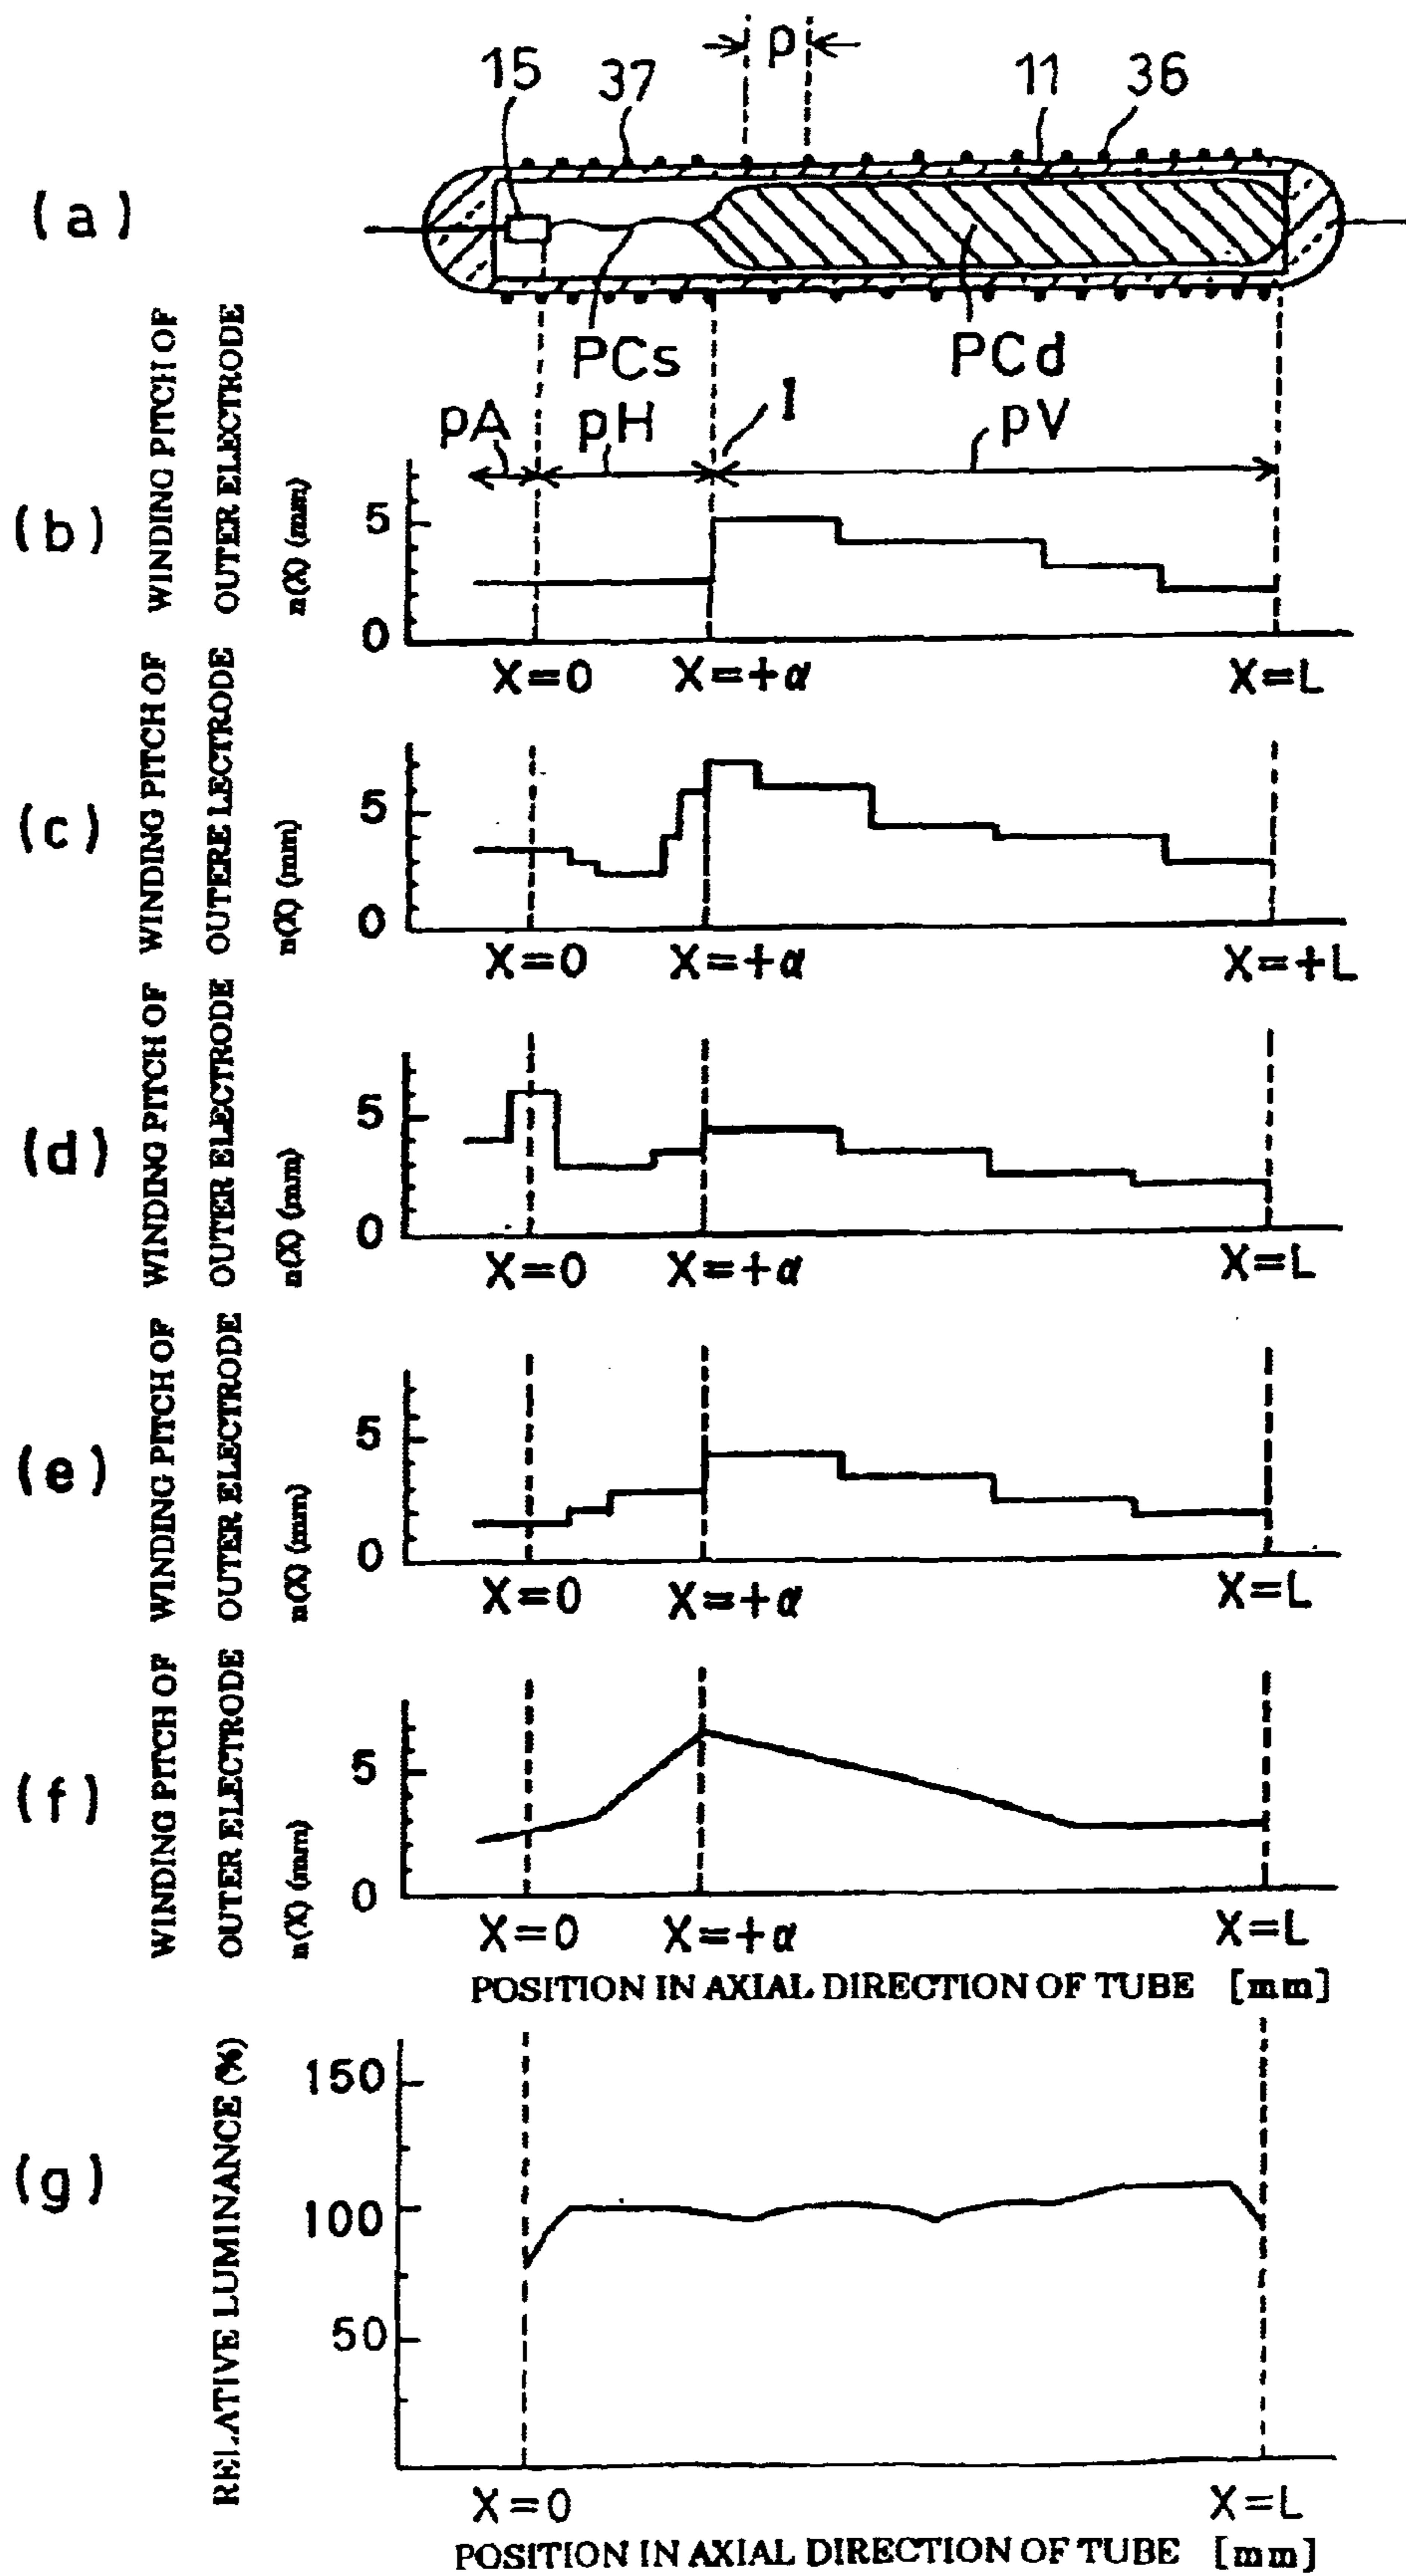 p
15
37
11
36
(a)
PCs
PCd
WINDING PITCH OF
OUTER ELECTRODE
n(X) (mm)
pA
pH
I
pV
(b)
5
0
X=0
X=+α
X=L
WINDING PITCH OF
OUTERE LECTRODE
n(X) (mm)
(c)
5
0
X=0
X=+α
X=+L
WINDING PITCH OF
OUTER ELECTRODE
n(X) (mm)
(d)
5
0
X=0
X=+α
X=L
WINDING PITCH OF
OUTER ELECTRODE
n(X) (mm)
(e)
5
0
X=0
X=+α
X=L
WINDING PITCH OF
OUTER ELECTRODE
n(X) (mm)
(f)
5
0
X=0
X=+α
X=L
POSITION IN AXIAL DIRECTION OF TUBE [mm]
RELATIVE LUMINANCE (%)
(g)
150
100
50
X=0
X=L
POSITION IN AXIAL DIRECTION OF TUBE [mm]